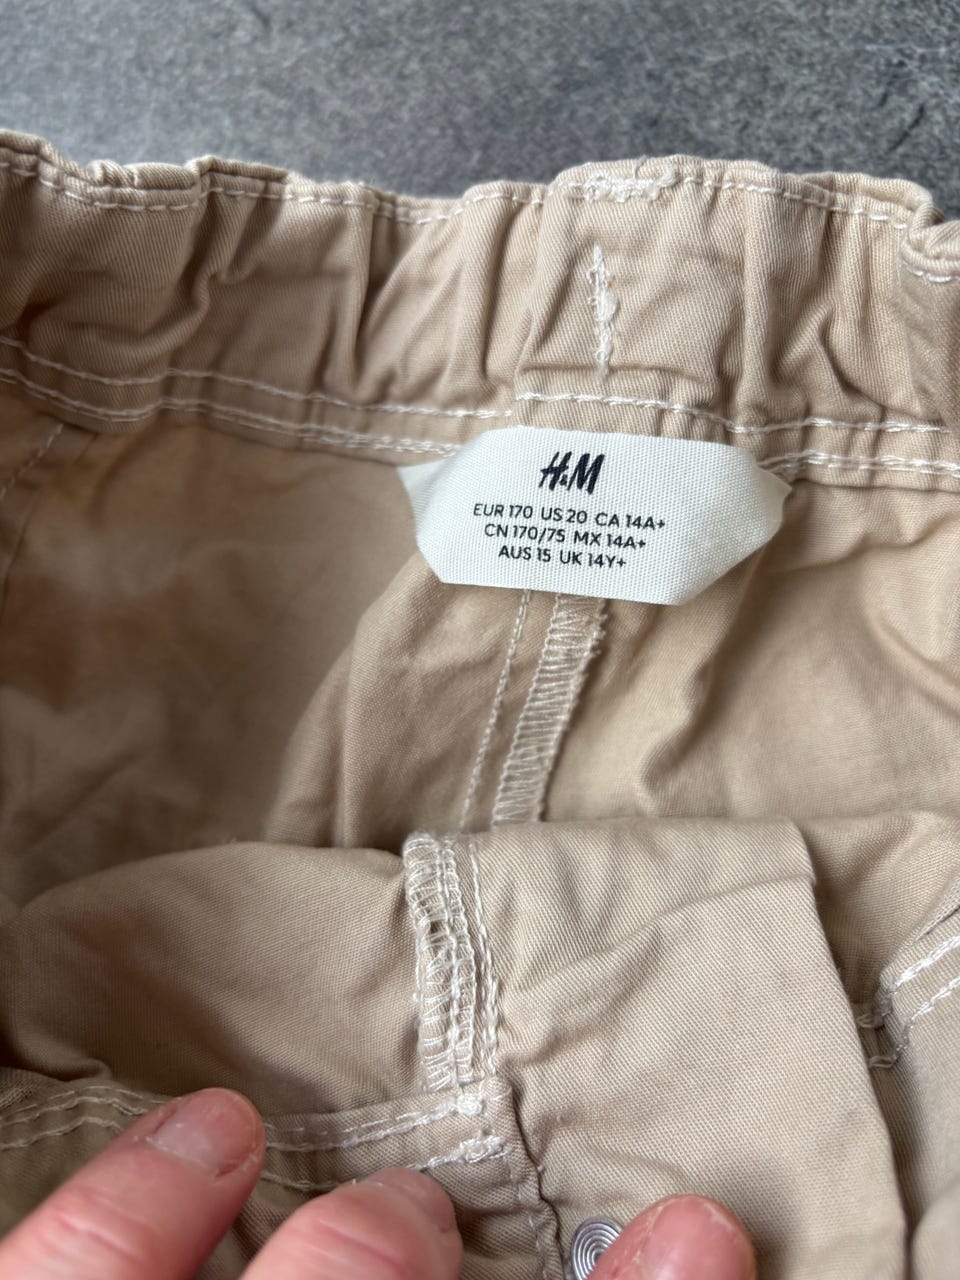 H&M
EUR 170 US 20 CA 14A+
CN 170/75 MX 14A+
AUS 15 UK 14Y+